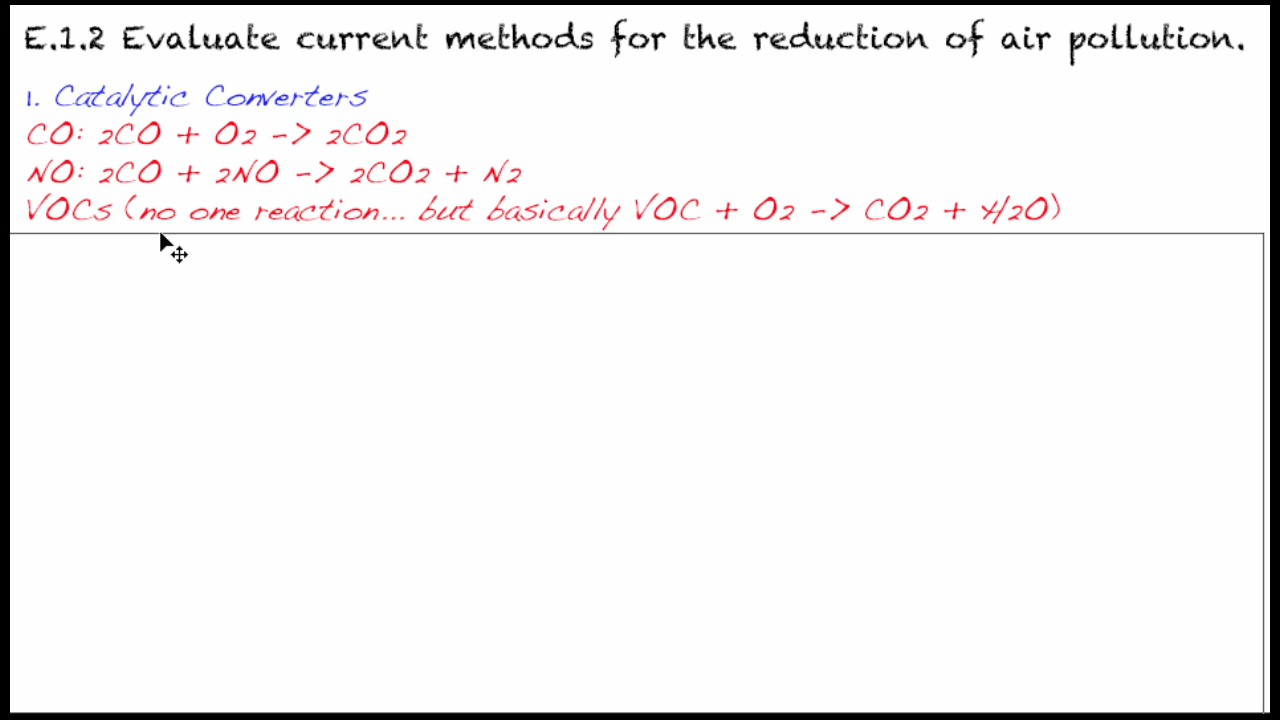 E.1.2 Evaluate current methods for the reduction of air pollution.
1. Catalytic Converters
CO: 2CO + O2 -> 2CO2
NO: 2CO + 2NO -> 2CO2 + N2
VOCs (no one reaction... but basically VOC + O2 -> CO2 + H2O)